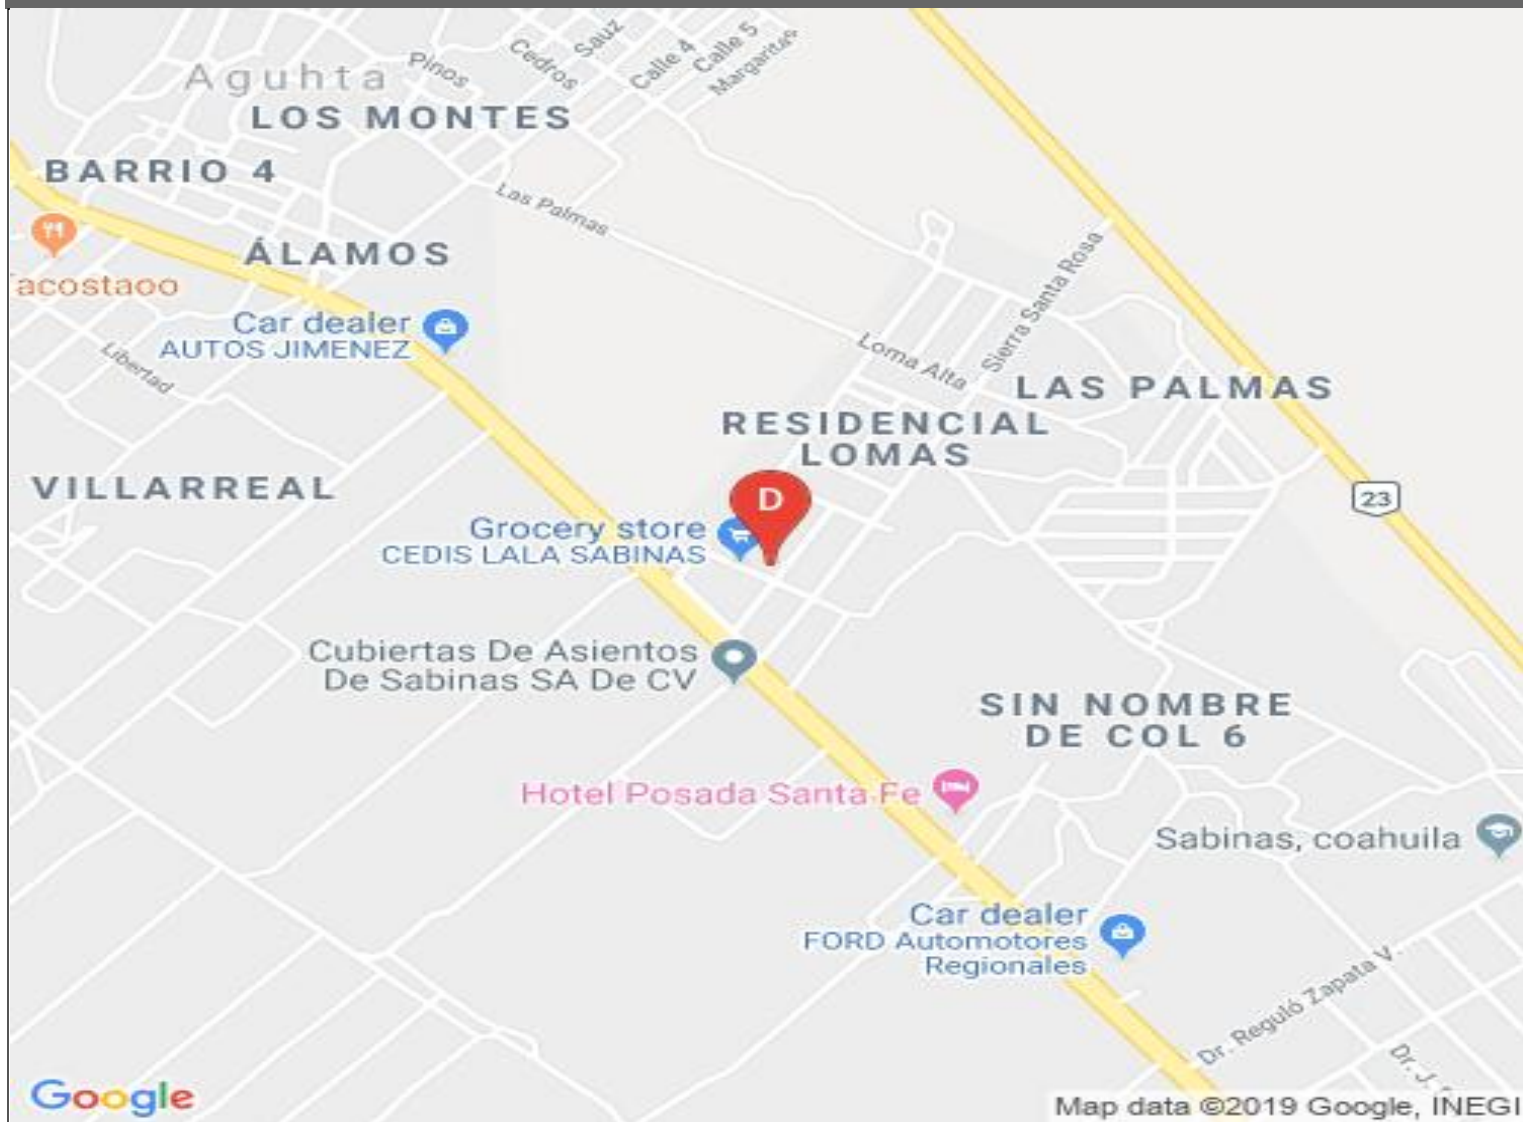 Sauz
Cedros
Calle 4
Calle 5
Margaritas
Pinos
Aguhta
LOS MONTES
BARRIO 4
Las Palmas
ÁLAMOS
acostaoo
Sierra Santa Rosa
Car dealer
AUTOS JIMENEZ
Libertad
Loma Alta
LAS PALMAS
RESIDENCIAL
LOMAS
VILLARREAL
D
23
Grocery store
CEDIS LALA SABINAS
Cubiertas De Asientos
De Sabinas SA De CV
SIN NOMBRE
DE COL 6
Hotel Posada Santa Fe
Sabinas, coahuila
Car dealer
FORD Automotores
Regionales
Dr. Reguló Zapata V.
Dr. J.
Google
Map data ©2019 Google, INEGI